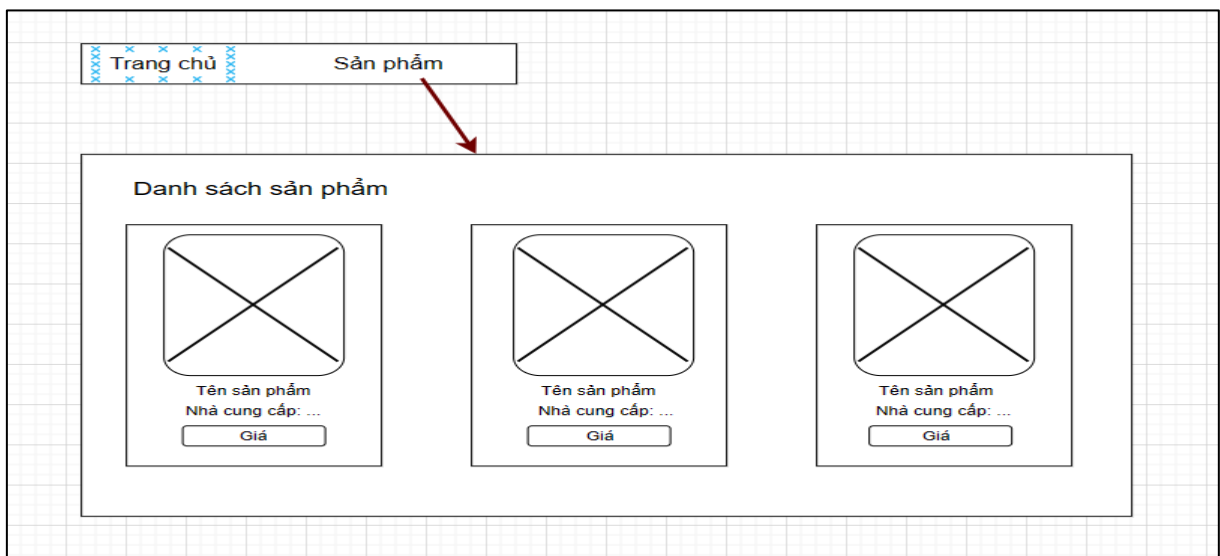 Trang chủ Sản phẩm
Danh sách sản phẩm
Tên sản phẩm Tên sản phẩm Tên sản phẩm
Nhà cung cấp: ... Nhà cung cấp: ... Nhà cung cấp: ...
Giá Giá Giá